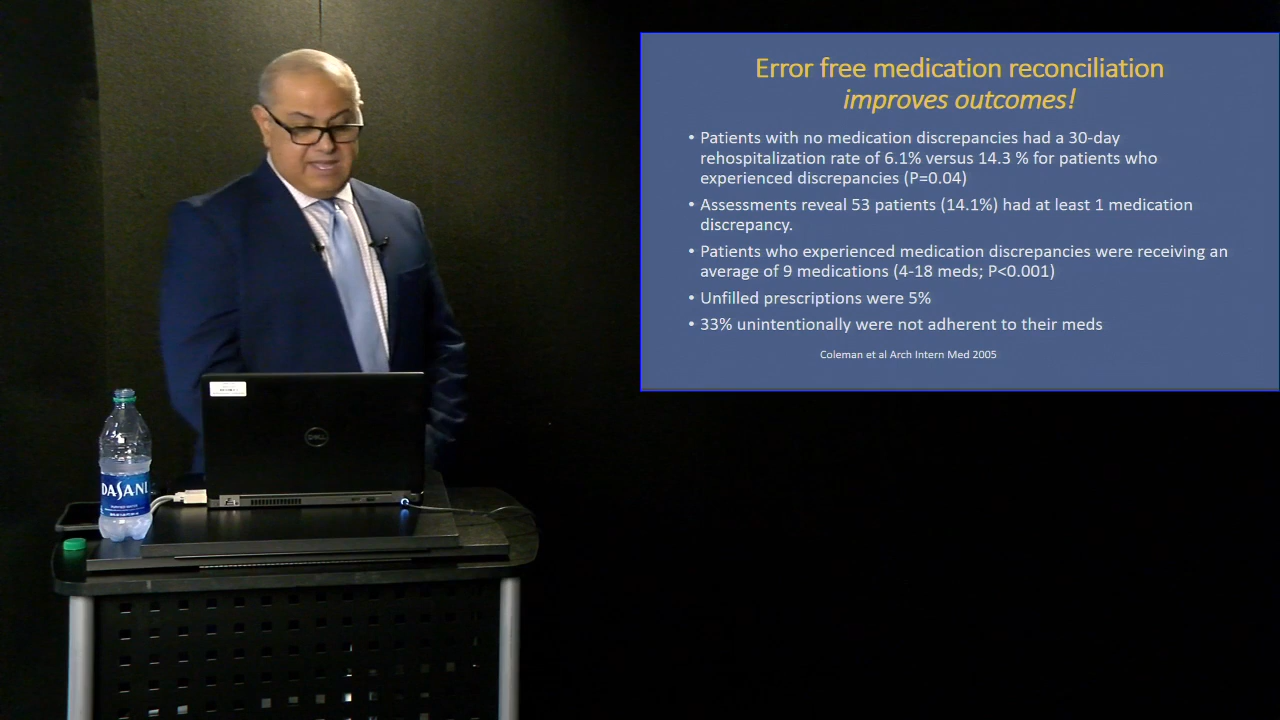 Error free medication reconciliation
improves outcomes!
• Patients with no medication discrepancies had a 30-day
rehospitalization rate of 6.1% versus 14.3 % for patients who
experienced discrepancies (P=0.04)
• Assessments reveal 53 patients (14.1%) had at least 1 medication
discrepancy.
• Patients who experienced medication discrepancies were receiving an
average of 9 medications (4-18 meds; P<0.001)
• Unfilled prescriptions were 5%
• 33% unintentionally were not adherent to their meds
Coleman et al Arch Intern Med 2005
DELL
DASANI